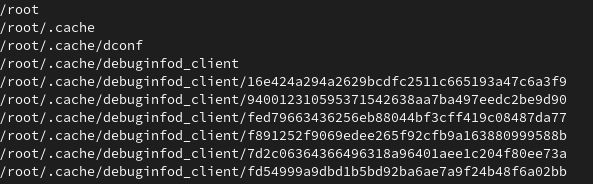 /root
/root/.cache
/root/.cache/dconf
/root/.cache/debuginfod_client
/root/.cache/debuginfod_client/16e424a294a2629bcdfc2511c665193a47c6a3f9
/root/.cache/debuginfod_client/940012310595371542638aa7ba497eedc2be9d90
/root/.cache/debuginfod_client/fed79663436256eb88044bf3cff419c08487da77
/root/.cache/debuginfod_client/f891252f9069edee265f92cfb9a163880999588b
/root/.cache/debuginfod_client/7d2c06364366496318a96401aee1c204f80ee73a
/root/.cache/debuginfod_client/fd54999a9dbd1b5bd92ba6ae7a9f24b48f6a02bb